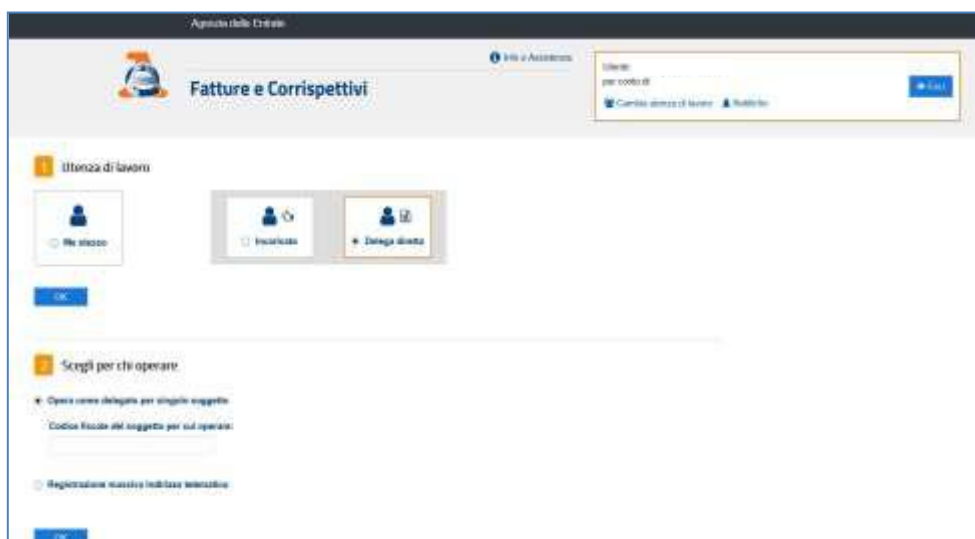 Agenzia delle Entrate
Info e Assistenza
Fatture e Corrispettivi
Utente:
per conto di
Cambia utenza di lavoro
Esci
1 Utenza di lavoro
Me stesso
Incaricato
Delega diretta
OK
2 Scegli per chi operare
Opera come delegato per singolo soggetto
Codice fiscale del soggetto per cui operare:
Registrazione massiva indirizzo telematico
OK